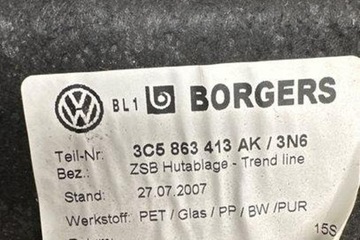 BL1 BORGERS
Teil-Nr: 3C5 863 413 AK / 3N6
Bez.: ZSB Hutablage - Trend line
Stand: 27.07.2007
Werkstoff: PET / Glas / PP / BW /PUR
15S